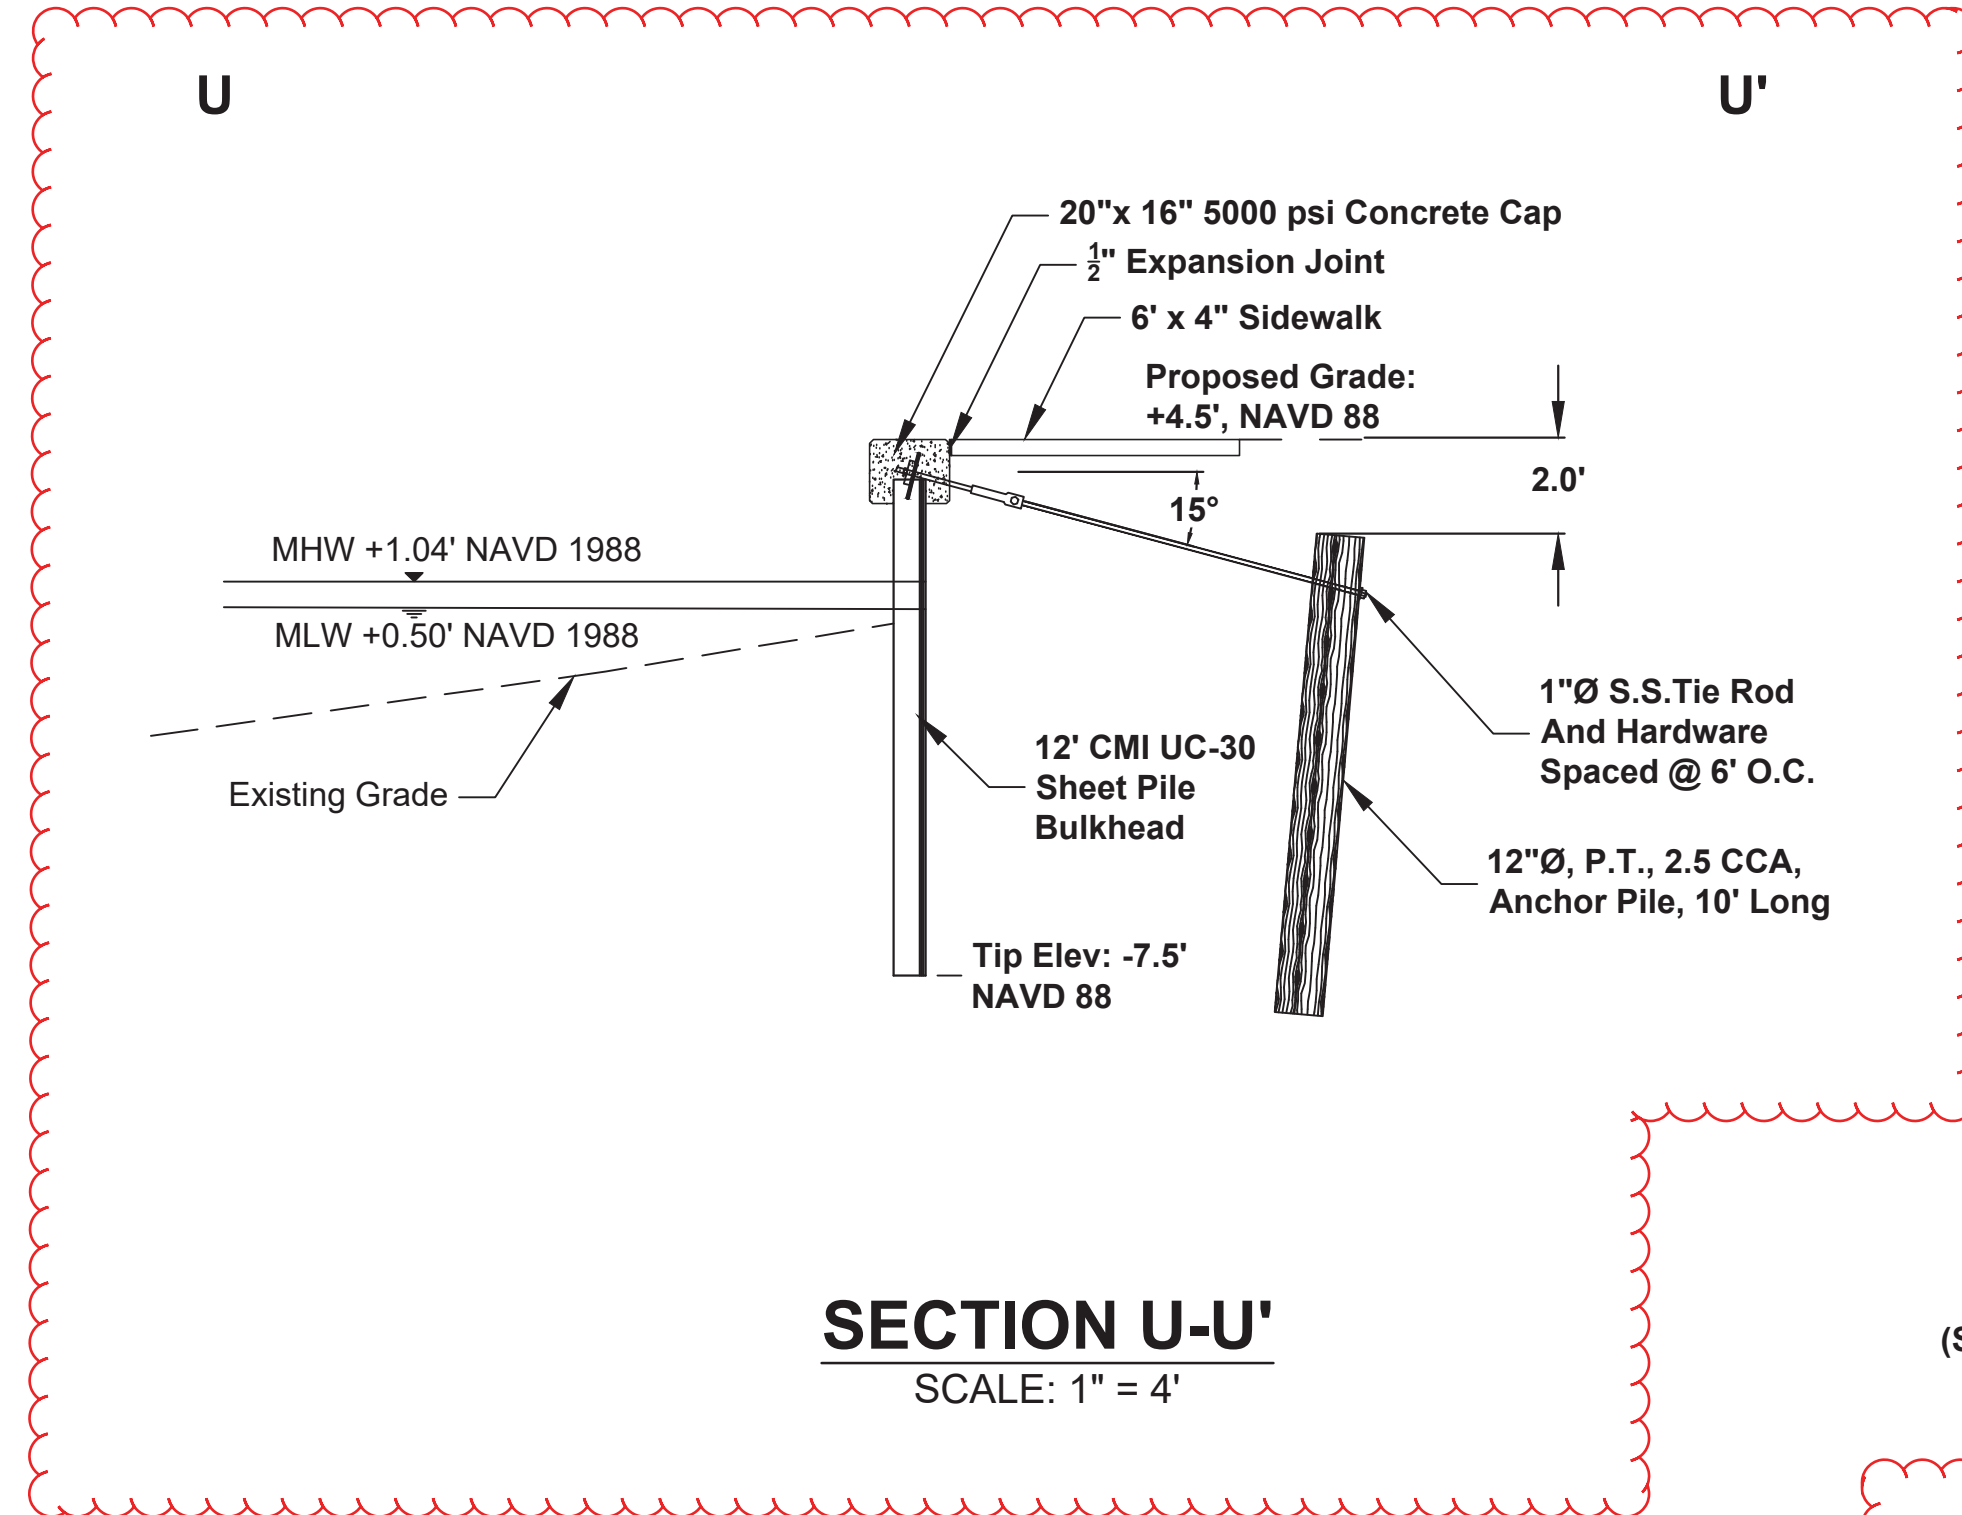 U
U'
20"x 16" 5000 psi Concrete Cap
½" Expansion Joint
6' x 4" Sidewalk
Proposed Grade:
+4.5', NAVD 88
2.0'
15°
MHW +1.04' NAVD 1988
MLW +0.50' NAVD 1988
Existing Grade
12' CMI UC-30
Sheet Pile
Bulkhead
1"Ø S.S.Tie Rod
And Hardware
Spaced @ 6' O.C.
12"Ø, P.T., 2.5 CCA,
Anchor Pile, 10' Long
Tip Elev: -7.5'
NAVD 88
SECTION U-U'
SCALE: 1" = 4'